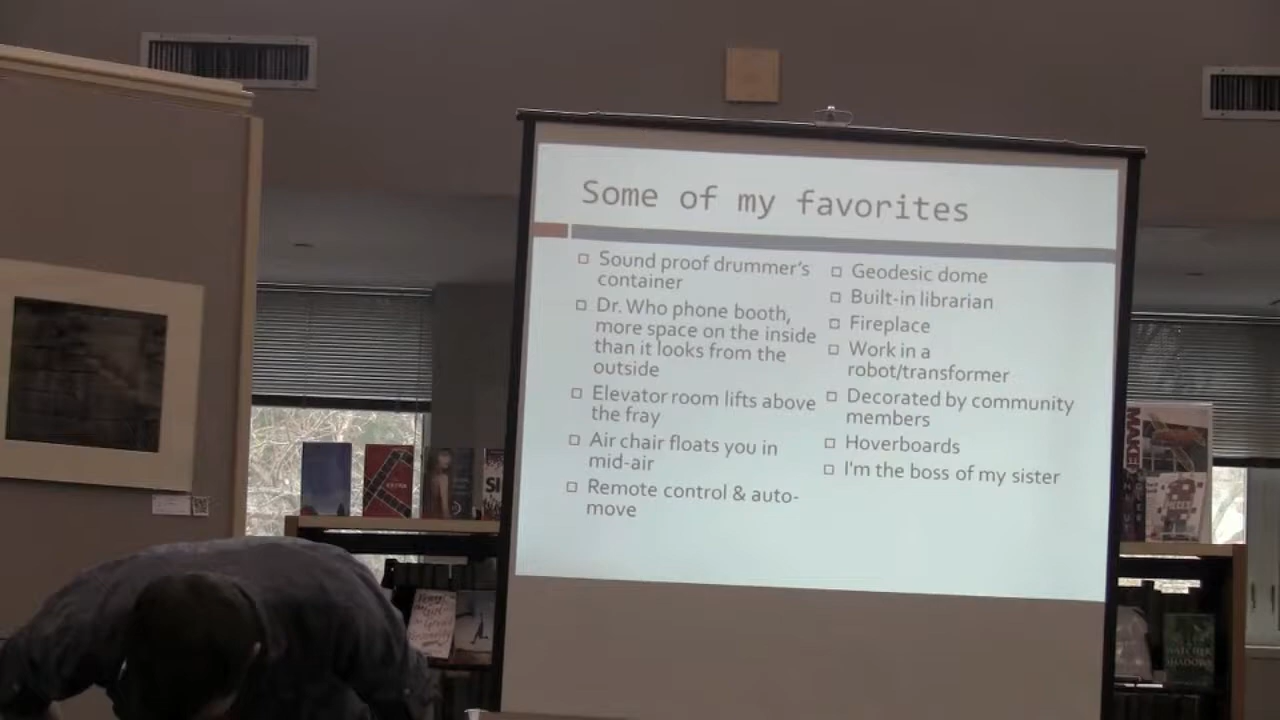 Some of my favorites
Sound proof drummer's
container
Dr. Who phone booth,
more space on the inside
than it looks from the
outside
Elevator room lifts above
the fray
Air chair floats you in
mid-air
Remote control & auto-
move
Geodesic dome
Built-in librarian
Fireplace
Work in a
robot/transformer
Decorated by community
members
Hoverboards
I'm the boss of my sister
MAKE